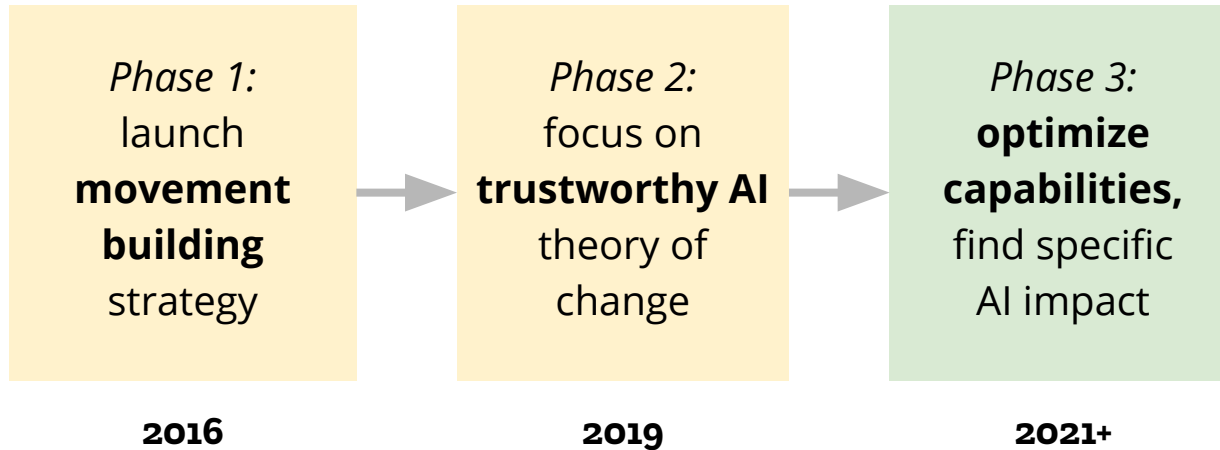 Phase 1:
launch
movement
building
strategy
2016
Phase 2:
focus on
trustworthy AI
theory of
change
2019
Phase 3:
optimize
capabilities,
find specific
AI impact
2021+